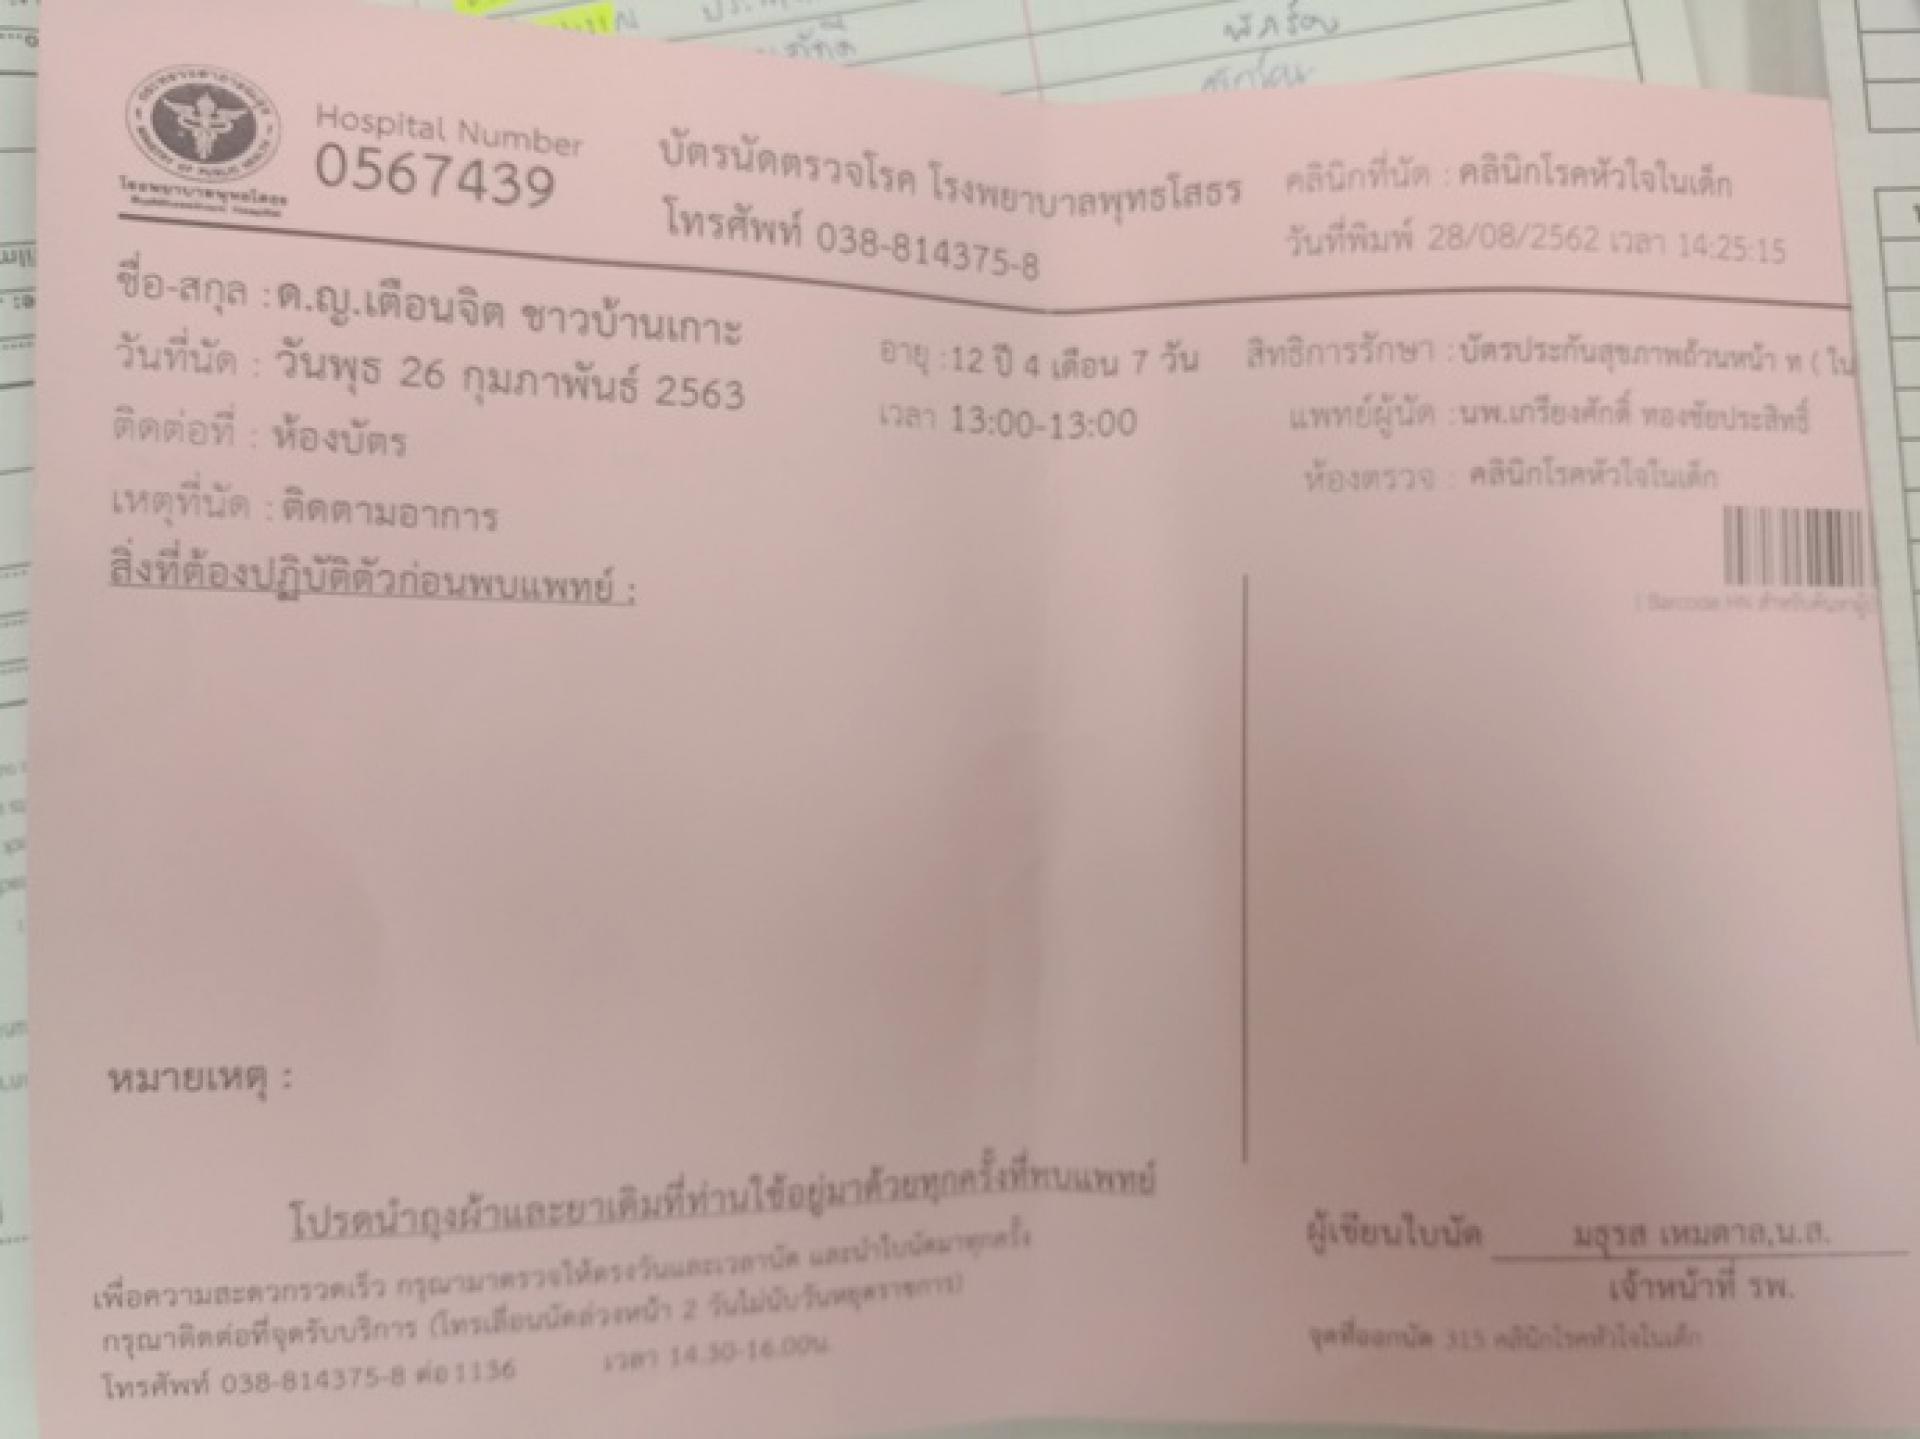 Hospital Number
0567439
บัตรนัดตรวจโรค โรงพยาบาลพุทธโสธร
โทรศัพท์ 038-814375-8
คลินิกที่นัด : คลินิกโรคหัวใจในเด็ก
วันที่พิมพ์ 28/08/2562 เวลา 14:25:15
โรงพยาบาลพุทธโสธร
ชื่อ-สกุล : ด.ญ.เตือนจิต ชาวบ้านเกาะ
อายุ : 12 ปี 4 เดือน 7 วัน
สิทธิการรักษา : บัตรประกันสุขภาพถ้วนหน้า ท ( ใน
วันที่นัด : วันพุธ 26 กุมภาพันธ์ 2563
เวลา 13:00-13:00
แพทย์ผู้นัด : นพ.เกรียงศักดิ์ ทองชัยประสิทธิ์
ติดต่อที่ : ห้องบัตร
ห้องตรวจ : คลินิกโรคหัวใจในเด็ก
เหตุที่นัด : ติดตามอาการ
สิ่งที่ต้องปฏิบัติตัวก่อนพบแพทย์ :
( Barcode HN สำหรับค้นหาผู้ป
หมายเหตุ :
โปรดนำถุงผ้าและยาเดิมที่ท่านใช้อยู่มาด้วยทุกครั้งที่พบแพทย์
เพื่อความสะดวกรวดเร็ว กรุณามาตรวจให้ตรงวันและเวลานัด และนำใบนัดมาทุกครั้ง
กรุณาติดต่อที่จุดรับบริการ (โทรเลื่อนนัดล่วงหน้า 2 วันไม่นับวันหยุดราชการ)
โทรศัพท์ 038-814375-8 ต่อ 1136 เวลา 14.30-16.00น.
ผู้เขียนใบนัด มธุรส เหมตาล,น.ส.
เจ้าหน้าที่ รพ.
จุดที่ออกนัด 315 คลินิกโรคหัวใจในเด็ก